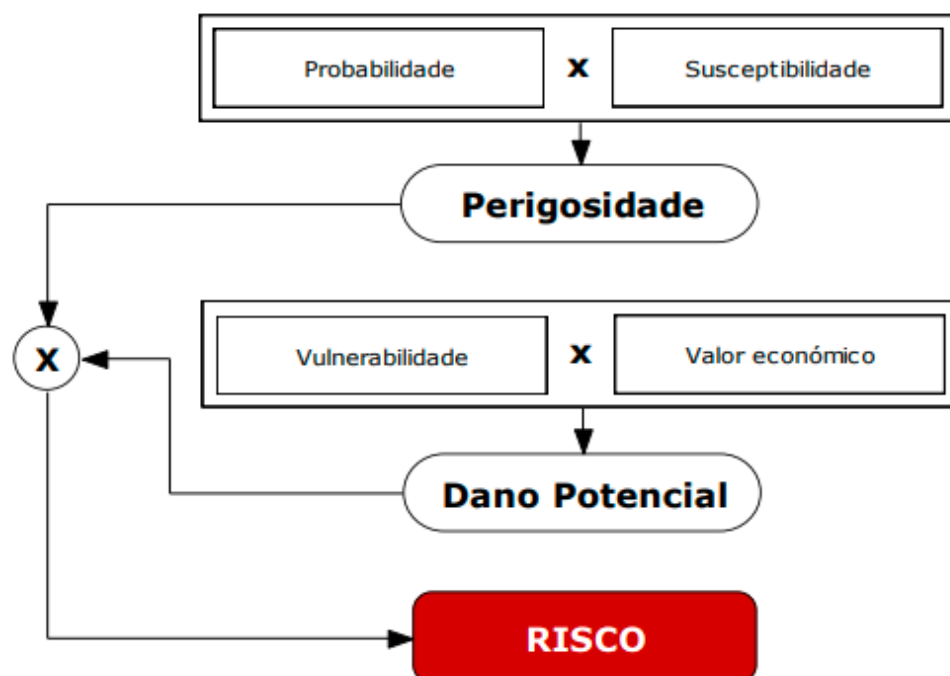 Probabilidade x Susceptibilidade
Perigosidade
Vulnerabilidade x Valor económico
X
Dano Potencial
RISCO